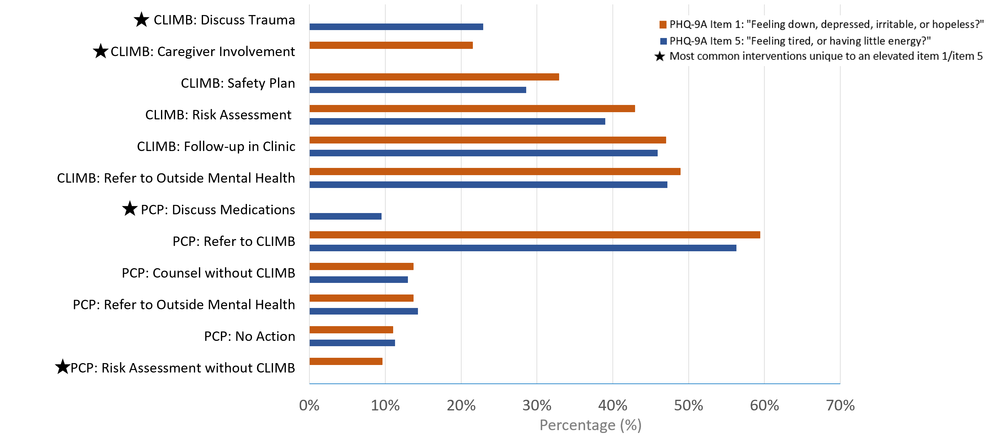 CLIMB: Discuss Trauma
CLIMB: Caregiver Involvement
CLIMB: Safety Plan
CLIMB: Risk Assessment
CLIMB: Follow-up in Clinic
CLIMB: Refer to Outside Mental Health
PCP: Discuss Medications
PCP: Refer to CLIMB
PCP: Counsel without CLIMB
PCP: Refer to Outside Mental Health
PCP: No Action
PCP: Risk Assessment without CLIMB
PHQ-9A Item 1: "Feeling down, depressed, irritable, or hopeless?"
PHQ-9A Item 5: "Feeling tired, or having little energy?"
Most common interventions unique to an elevated item 1/item 5
0% 10% 20% 30% 40% 50% 60% 70%
Percentage (%)